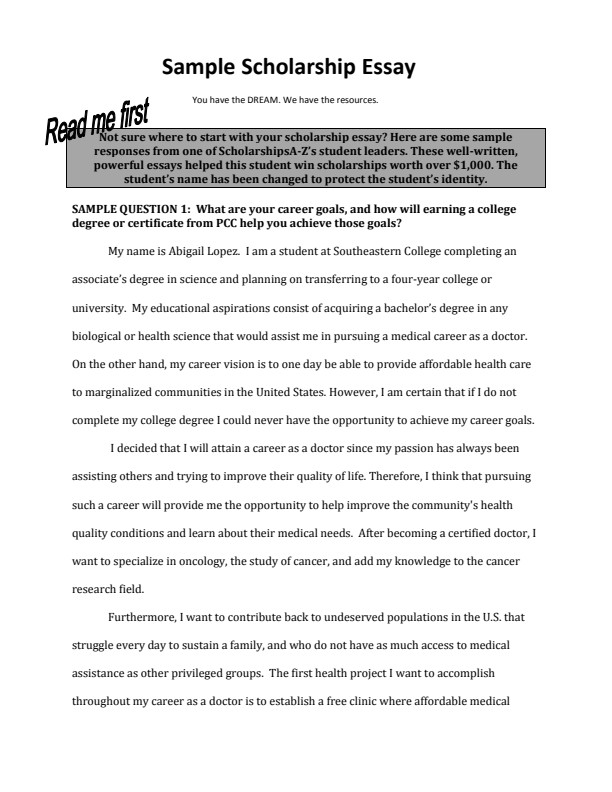 Sample Scholarship Essay
You have the DREAM. We have the resources.
Read me first
Not sure where to start with your scholarship essay? Here are some sample
responses from one of ScholarshipsA-Z's student leaders. These well-written,
powerful essays helped this student win scholarships worth over $1,000. The
student's name has been changed to protect the student's identity.
SAMPLE QUESTION 1: What are your career goals, and how will earning a college
degree or certificate from PCC help you achieve those goals?
My name is Abigail Lopez. I am a student at Southeastern College completing an
associate's degree in science and planning on transferring to a four-year college or
university. My educational aspirations consist of acquiring a bachelor's degree in any
biological or health science that would assist me in pursuing a medical career as a doctor.
On the other hand, my career vision is to one day be able to provide affordable health care
to marginalized communities in the United States. However, I am certain that if I do not
complete my college degree I could never have the opportunity to achieve my career goals.
I decided that I will attain a career as a doctor since my passion has always been
assisting others and trying to improve their quality of life. Therefore, I think that pursuing
such a career will provide me the opportunity to help improve the community's health
quality conditions and learn about their medical needs. After becoming a certified doctor, I
want to specialize in oncology, the study of cancer, and add my knowledge to the cancer
research field.
Furthermore, I want to contribute back to undeserved populations in the U.S. that
struggle every day to sustain a family, and who do not have as much access to medical
assistance as other privileged groups. The first health project I want to accomplish
throughout my career as a doctor is to establish a free clinic where affordable medical